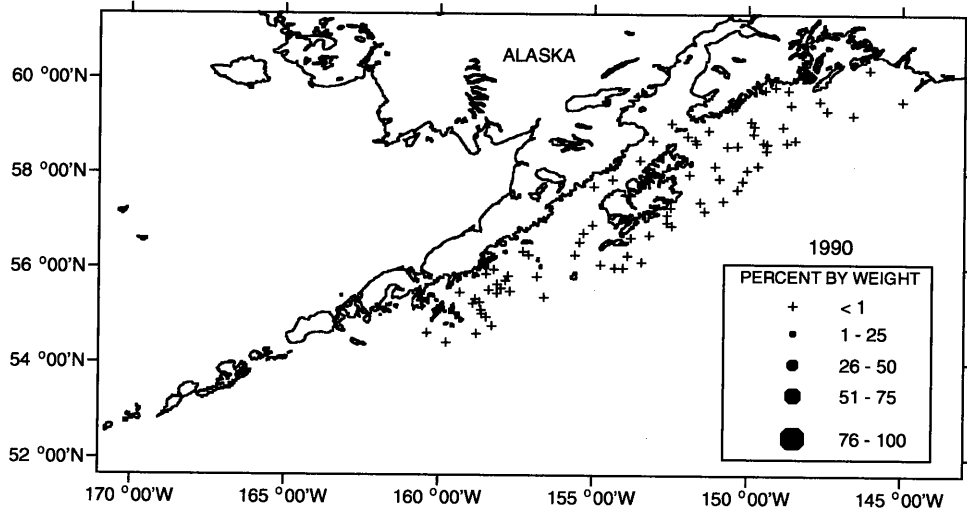 ALASKA
60 °00'N
58 °00'N
56 °00'N
54 °00'N
52 °00'N
1990
PERCENT BY WEIGHT
< 1
1 - 25
26 - 50
51 - 75
76 - 100
170 °00'W
165 °00'W
160 °00'W
155 °00'W
150 °00'W
145 °00'W